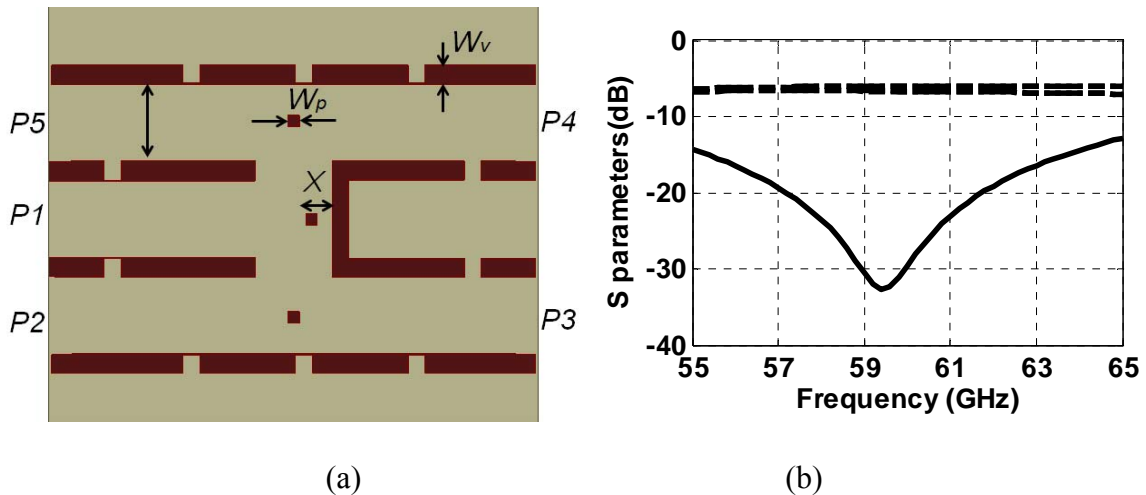 W_v
W_p
P5
P4
X
P1
P2
P3
(a)
0
-10
-20
-30
-40
S parameters(dB)
55
57
59
61
63
65
Frequency (GHz)
(b)